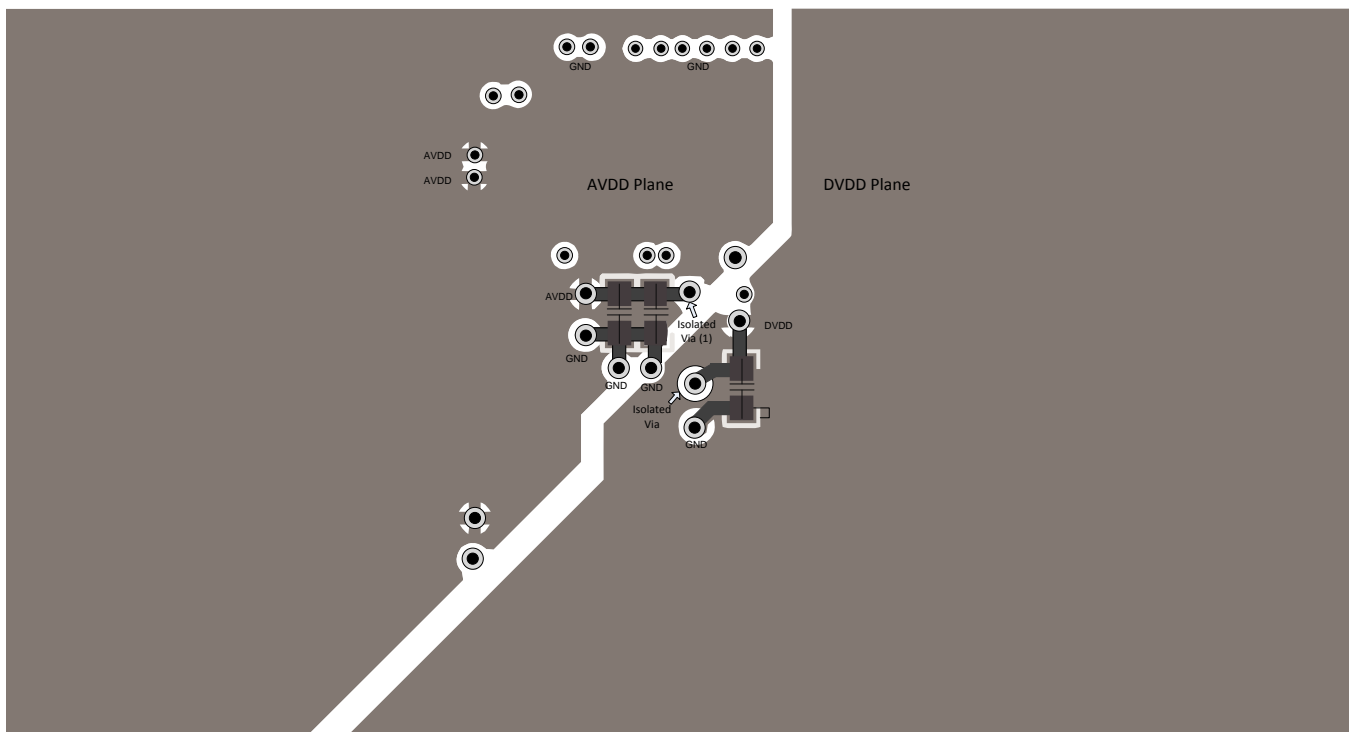 GND
GND
AVDD
AVDD
AVDD Plane
DVDD Plane
AVDD
Isolated
Via (1)
DVDD
GND
GND
GND
Isolated
Via
GND